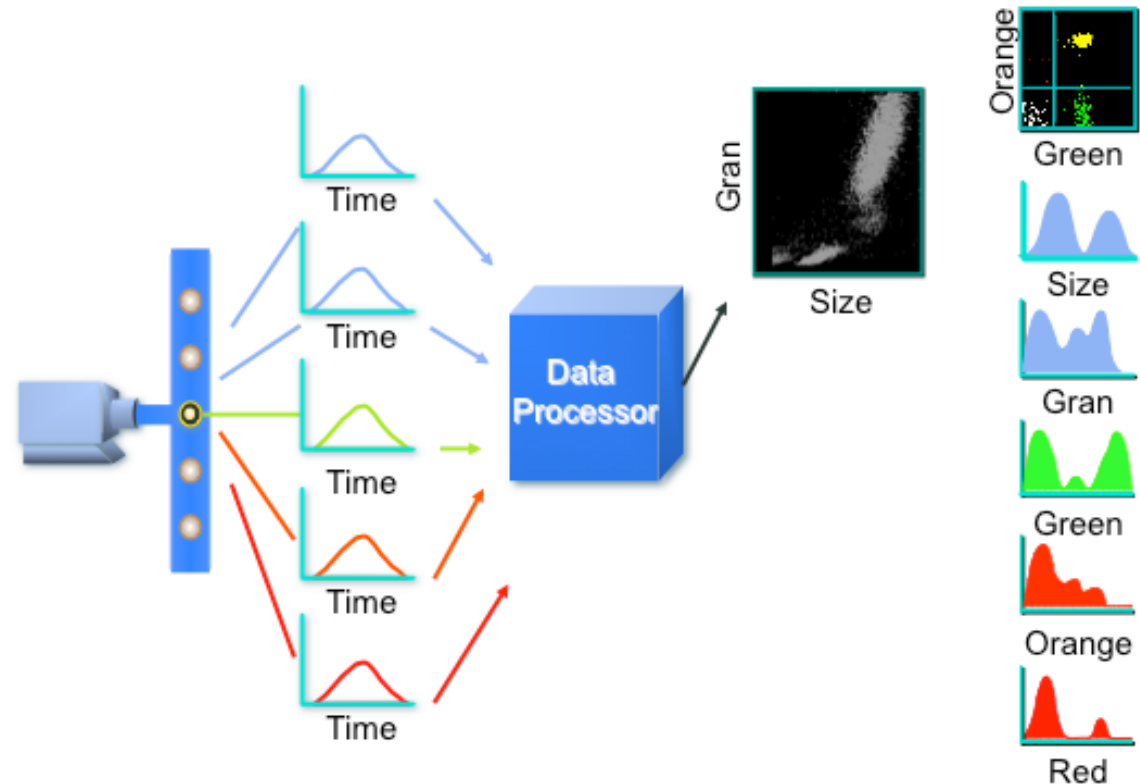 Time
Time
Time
Time
Time
Data
Processor
Gran
Size
Orange
Green
Size
Gran
Green
Orange
Red